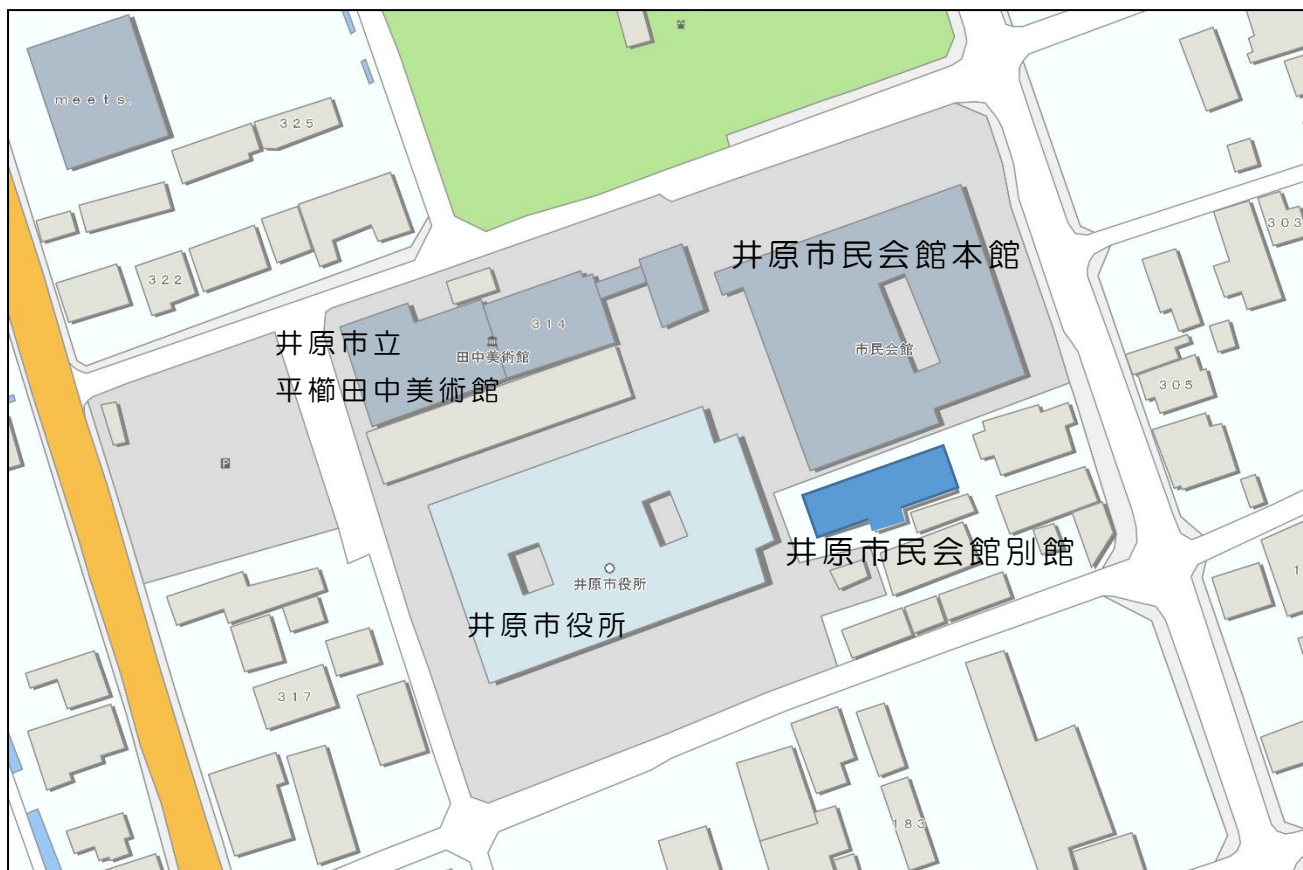 ｍｅｅｔｓ．
３２５
３２２
井原市民会館本館
３０３
３１４
井原市立
平櫛田中美術館
田中美術館
市民会館
３０５
P
井原市民会館別館
井原市役所
井原市役所
３１７
１８３